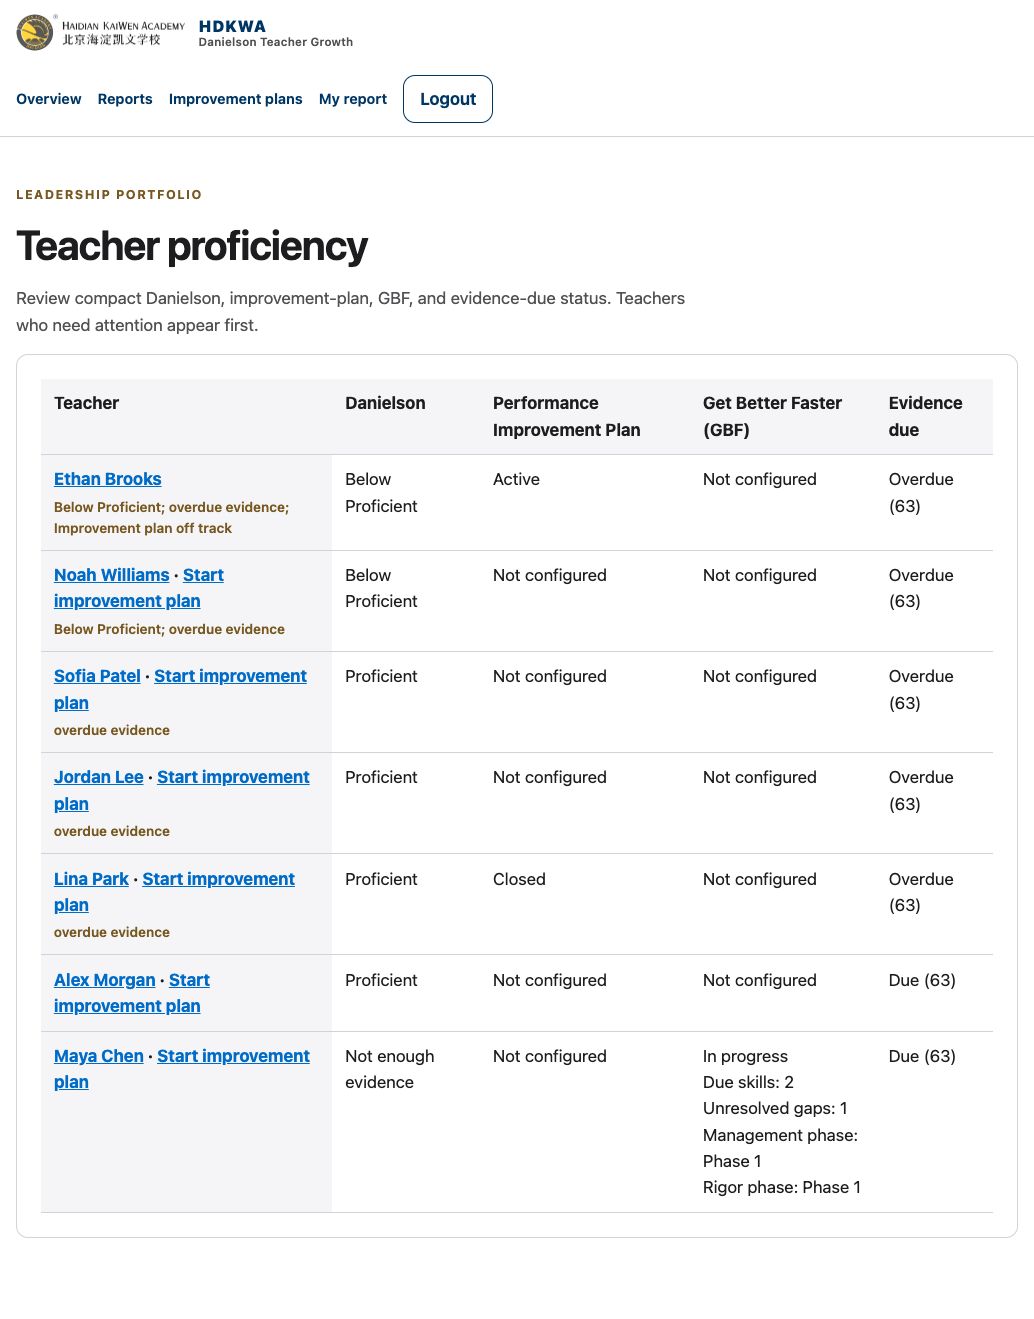 HAIDIAN KAIWEN ACADEMY
北京海淀凯文学校
HDKWA
Danielson Teacher Growth
Overview Reports Improvement plans My report Logout
LEADERSHIP PORTFOLIO
Teacher proficiency
Review compact Danielson, improvement-plan, GBF, and evidence-due status. Teachers
who need attention appear first.
Teacher Danielson Performance Improvement Plan Get Better Faster (GBF) Evidence due
Ethan Brooks Below Proficient Active Not configured Overdue (63)
Below Proficient; overdue evidence;
Improvement plan off track
Noah Williams · Start improvement plan Below Proficient Not configured Not configured Overdue (63)
Below Proficient; overdue evidence
Sofia Patel · Start improvement plan Proficient Not configured Not configured Overdue (63)
overdue evidence
Jordan Lee · Start improvement plan Proficient Not configured Not configured Overdue (63)
overdue evidence
Lina Park · Start improvement plan Proficient Closed Not configured Overdue (63)
overdue evidence
Alex Morgan · Start improvement plan Proficient Not configured Not configured Due (63)
Maya Chen · Start improvement plan Not enough evidence Not configured In progress Due (63)
Due skills: 2
Unresolved gaps: 1
Management phase:
Phase 1
Rigor phase: Phase 1